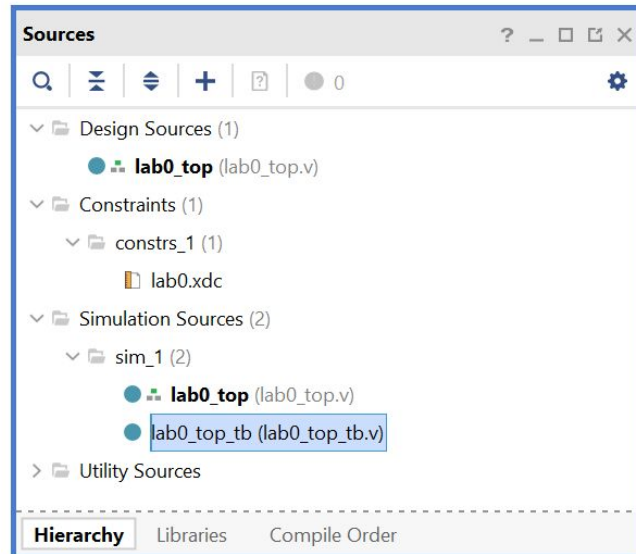 Sources
? _
0
Design Sources (1)
lab0_top (lab0_top.v)
Constraints (1)
constrs_1 (1)
lab0.xdc
Simulation Sources (2)
sim_1 (2)
lab0_top (lab0_top.v)
lab0_top_tb (lab0_top_tb.v)
Utility Sources
Hierarchy Libraries Compile Order